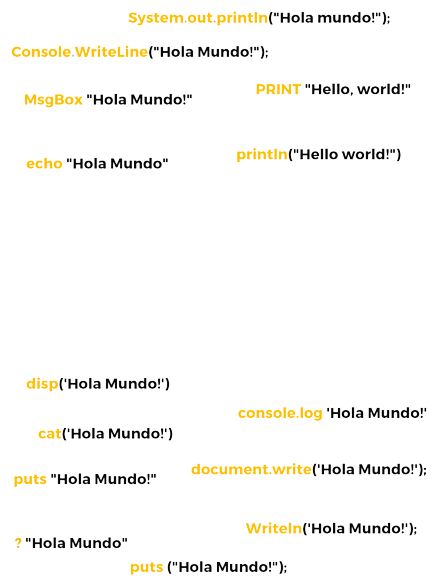 System.out.println("Hola mundo!");
Console.WriteLine("Hola Mundo!");
PRINT "Hello, world!"
MsgBox "Hola Mundo!"
println("Hello world!")
echo "Hola Mundo"
disp('Hola Mundo!')
console.log 'Hola Mundo!'
cat('Hola Mundo!')
document.write('Hola Mundo!');
puts "Hola Mundo!"
Writeln('Hola Mundo!');
? "Hola Mundo"
puts ("Hola Mundo!");